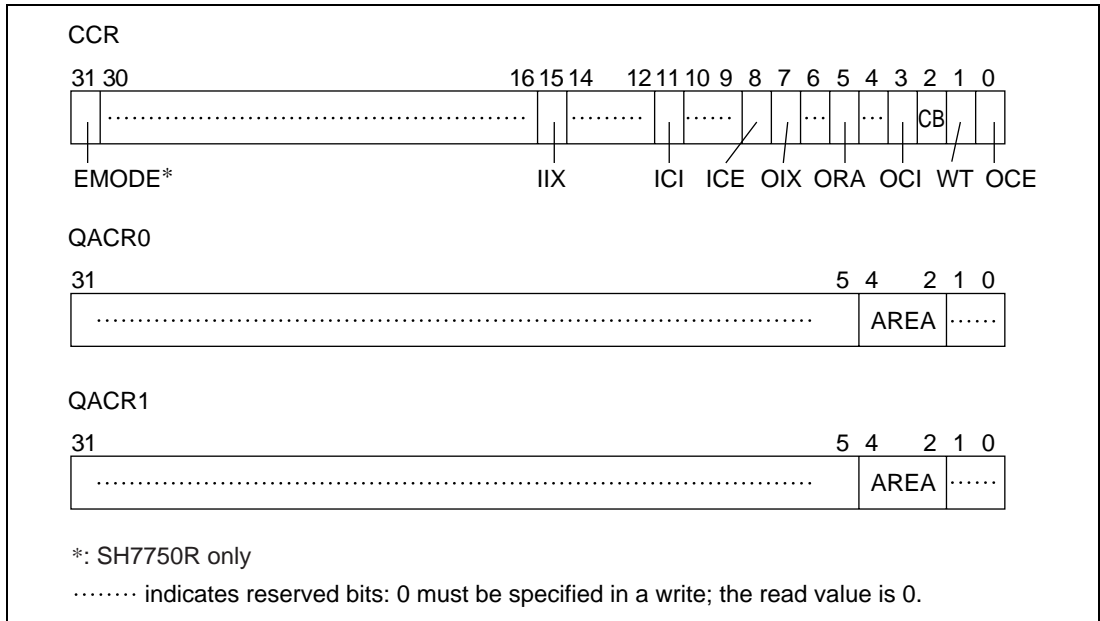 CCR
31 30 16 15 14 12 11 10 9 8 7 6 5 4 3 2 1 0
CB
EMODE* IIX ICI ICE OIX ORA OCI WT OCE
QACR0
31 5 4 2 1 0
AREA
QACR1
31 5 4 2 1 0
AREA
*: SH7750R only
········ indicates reserved bits: 0 must be specified in a write; the read value is 0.